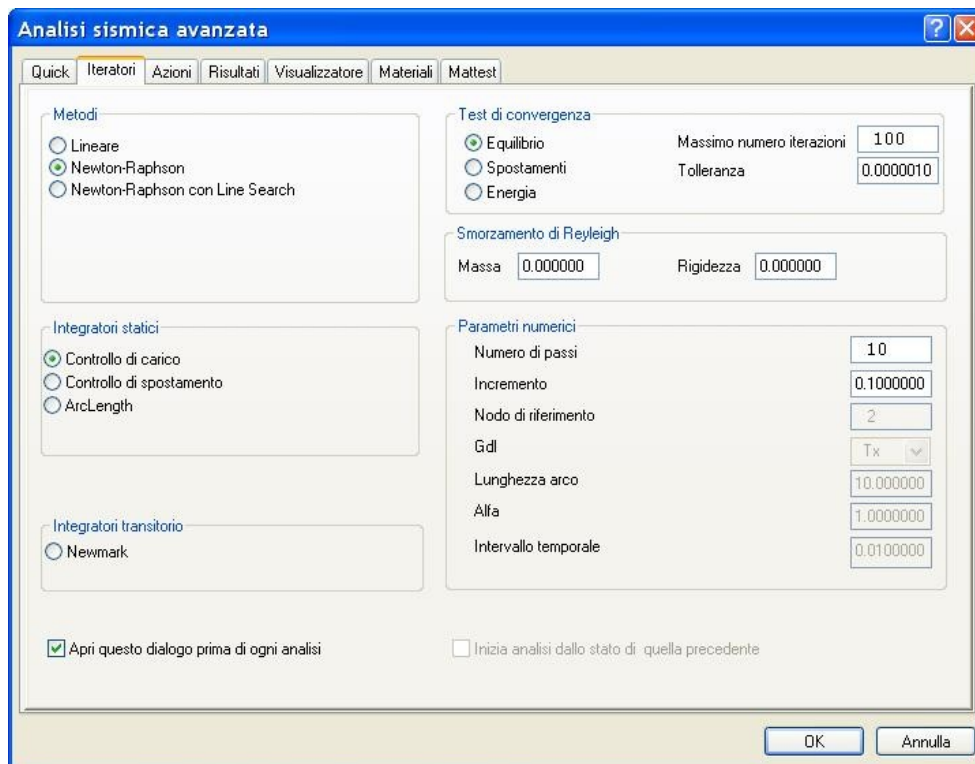 Analisi sismica avanzata
Quick Iteratori Azioni Risultati Visualizzatore Materiali Mattest
Metodi
Lineare
Newton-Raphson
Newton-Raphson con Line Search
Test di convergenza
Equilibrio
Spostamenti
Energia
Massimo numero iterazioni 100
Tolleranza 0.0000010
Smorzamento di Reyleigh
Massa 0.000000 Rigidezza 0.000000
Integratori statici
Controllo di carico
Controllo di spostamento
ArcLength
Parametri numerici
Numero di passi 10
Incremento 0.1000000
Nodo di riferimento 2
Gdl Tx
Lunghezza arco 10.000000
Alfa 1.0000000
Intervallo temporale 0.0100000
Integratori transitorio
Newmark
Apri questo dialogo prima di ogni analisi
Inizia analisi dallo stato di quella precedente
OK Annulla